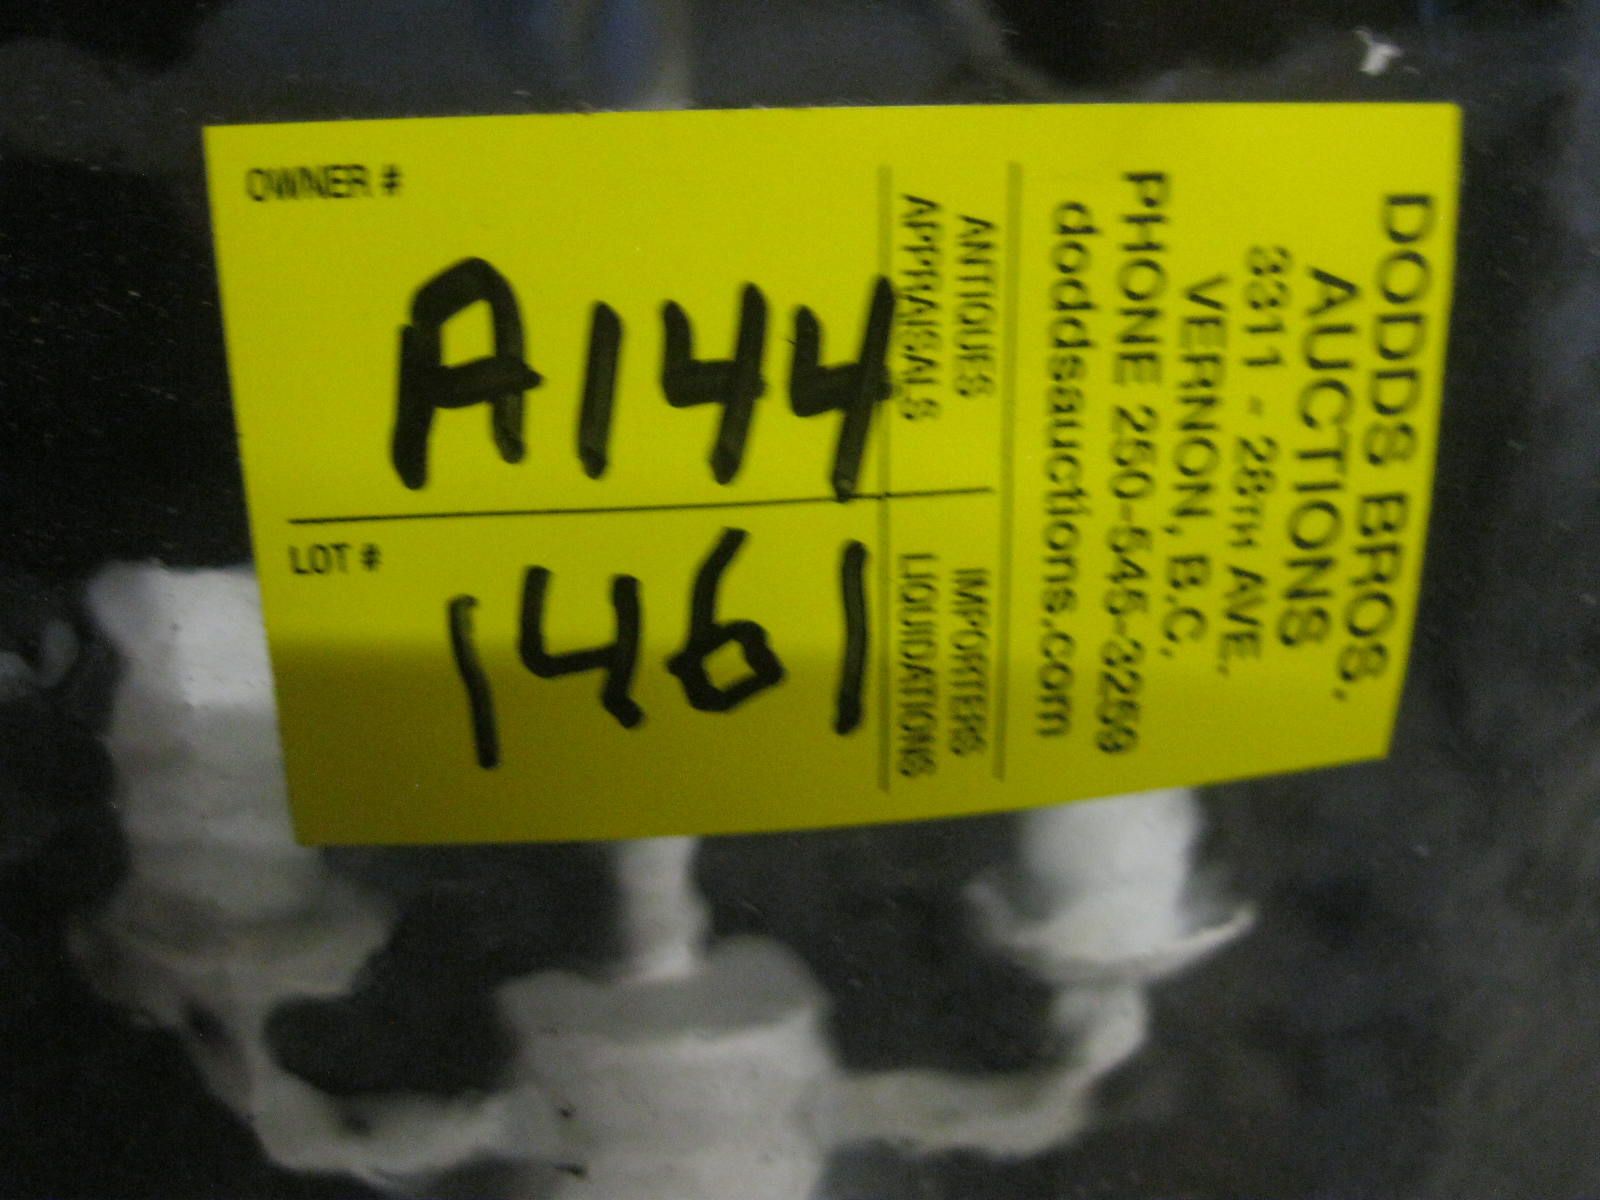 OWNER #
A144
LOT #
1461
DODDS BROS.
AUCTIONS
3311 - 28TH AVE.
VERNON, B.C.
PHONE 250-545-3259
doddsauctions.com
ANTIQUES IMPORTERS
APPRAISALS LIQUIDATIONS